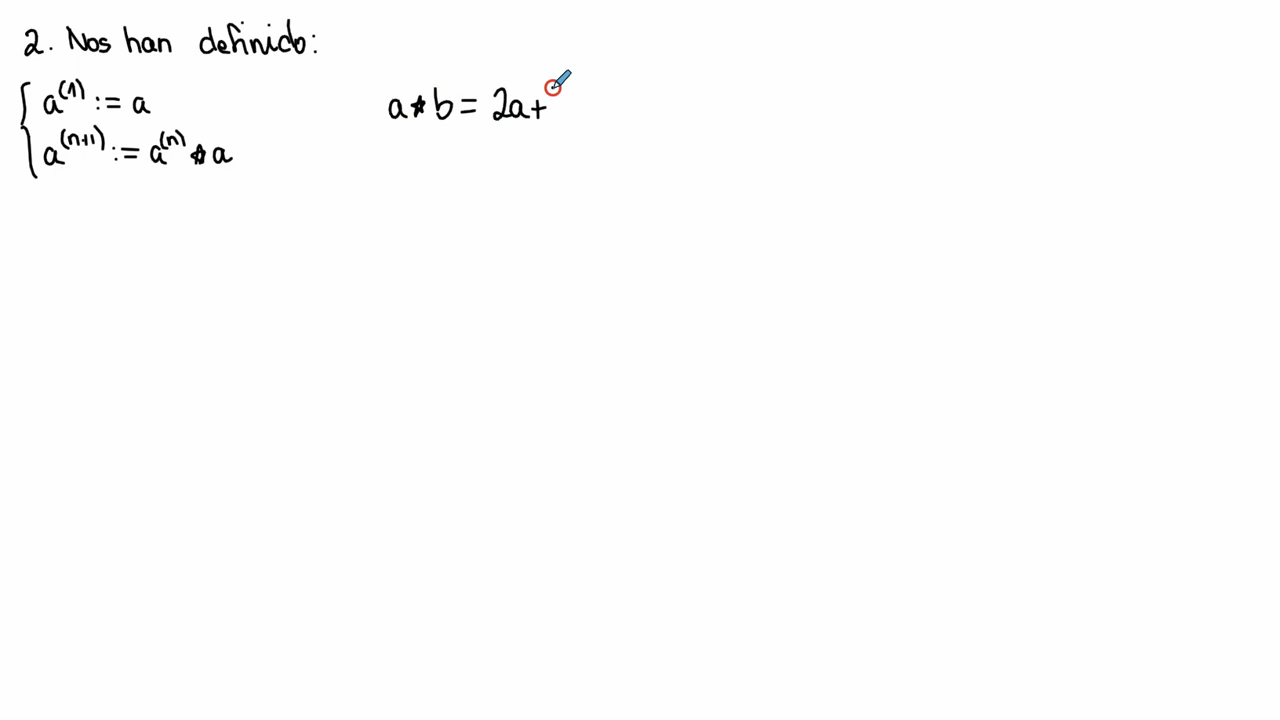 2. Nos han definido:
a^(1) := a
a^(n+1) := a^(n) * a
a * b = 2a+